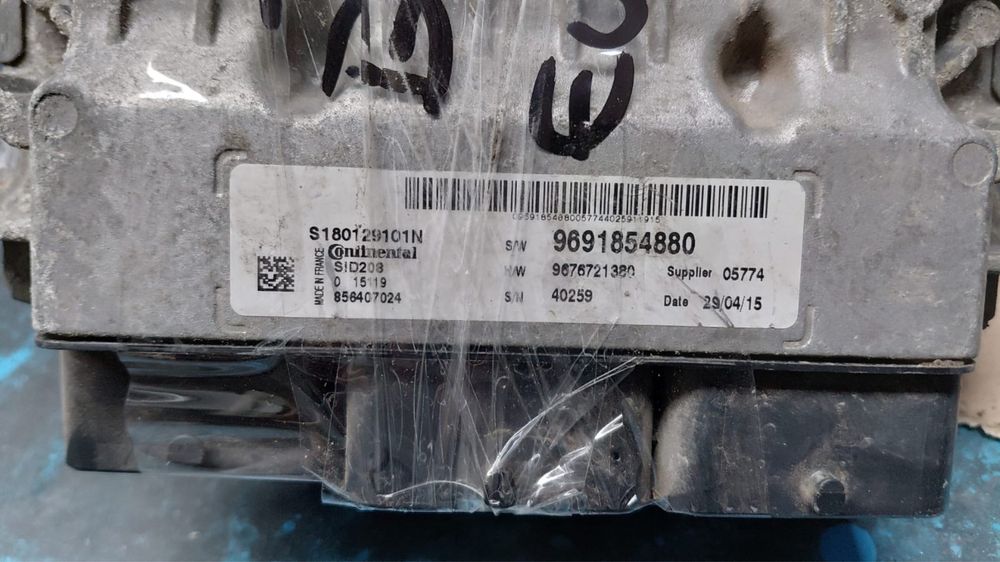 E
S180129101N
Continental
SID208
0 15119
856407024
MADE IN FRANCE
S/W 9691854880
H/W 9676721380 Supplier 05774
S/N 40259 Date 29/04/15